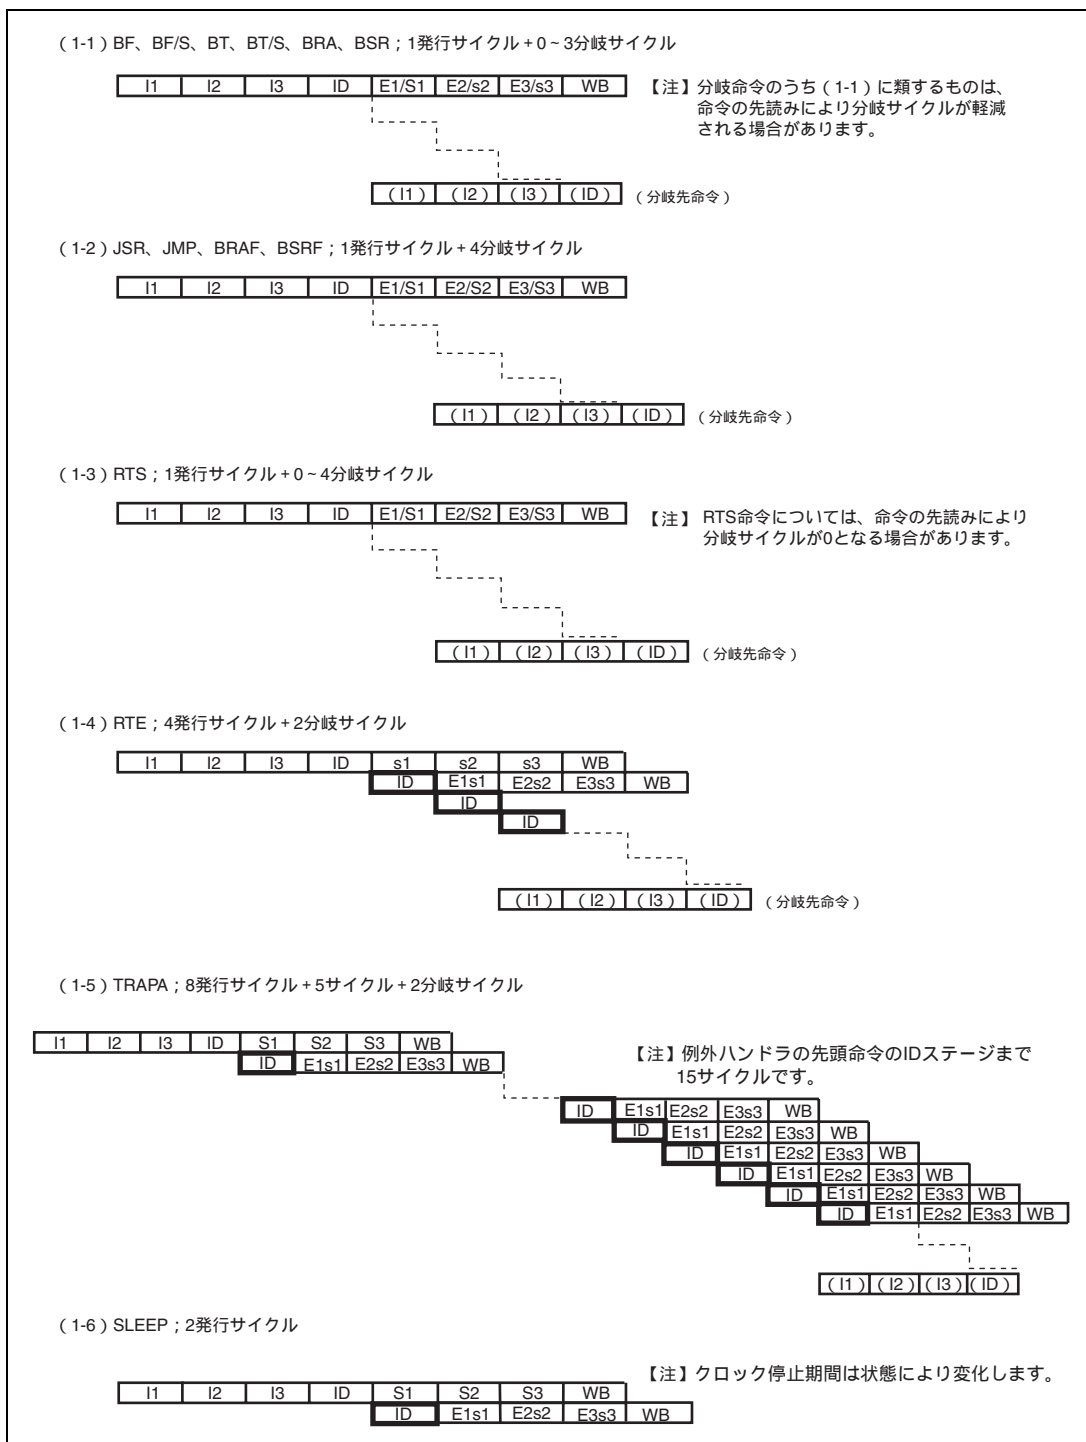 （1-1）BF、BF/S、BT、BT/S、BRA、BSR；1発行サイクル+0~3分岐サイクル
I1 I2 I3 ID E1/S1 E2/s2 E3/s3 WB
【注】分岐命令のうち（1-1）に類するものは、
命令の先読みにより分岐サイクルが軽減
される場合があります。
（I1） （I2） （I3） （ID） （分岐先命令）
（1-2）JSR、JMP、BRAF、BSRF；1発行サイクル+4分岐サイクル
I1 I2 I3 ID E1/S1 E2/S2 E3/S3 WB
（I1） （I2） （I3） （ID） （分岐先命令）
（1-3）RTS；1発行サイクル+0~4分岐サイクル
I1 I2 I3 ID E1/S1 E2/S2 E3/S3 WB
【注】 RTS命令については、命令の先読みにより
分岐サイクルが0となる場合があります。
（I1） （I2） （I3） （ID） （分岐先命令）
（1-4）RTE；4発行サイクル+2分岐サイクル
I1 I2 I3 ID s1 s2 s3 WB
ID E1s1 E2s2 E3s3 WB
ID
ID
（I1） （I2） （I3） （ID） （分岐先命令）
（1-5）TRAPA；8発行サイクル+5サイクル+2分岐サイクル
I1 I2 I3 ID S1 S2 S3 WB
ID E1s1 E2s2 E3s3 WB
【注】例外ハンドラの先頭命令のIDステージまで
15サイクルです。
ID E1s1 E2s2 E3s3 WB
ID E1s1 E2s2 E3s3 WB
ID E1s1 E2s2 E3s3 WB
ID E1s1 E2s2 E3s3 WB
ID E1s1 E2s2 E3s3 WB
ID E1s1 E2s2 E3s3 WB
（I1） （I2） （I3） （ID）
（1-6）SLEEP；2発行サイクル
【注】クロック停止期間は状態により変化します。
I1 I2 I3 ID S1 S2 S3 WB
ID E1s1 E2s2 E3s3 WB